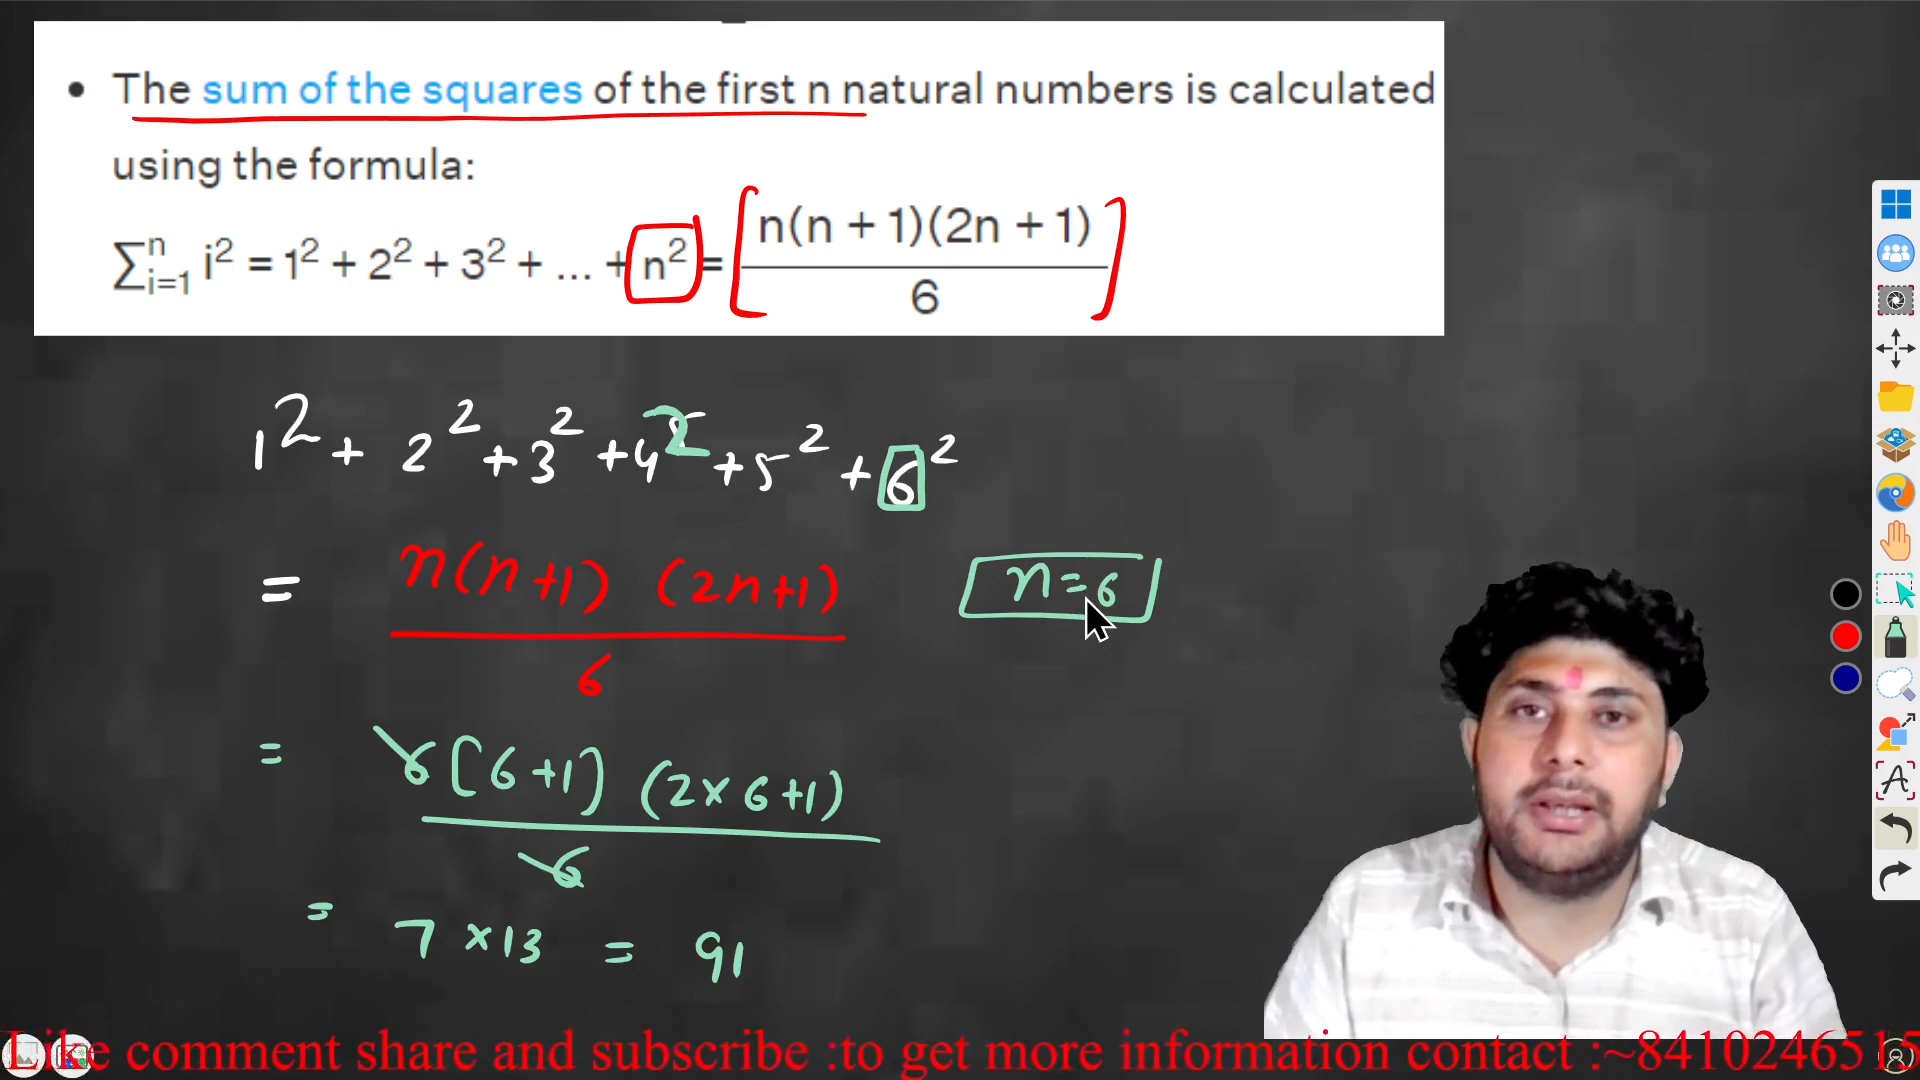 • The sum of the squares of the first n natural numbers is calculated
using the formula:
∑ⁿᵢ₌₁ i² = 1² + 2² + 3² + ... + n² = n(n + 1)(2n + 1) / 6
1² + 2² + 3² + 4² + 5² + 6²
= n(n+1) (2n+1) / 6
n=6
= 6[6+1] (2×6+1) / 6
= 7 × 13 = 91
Like comment share and subscribe :to get more information contact :~8410246515